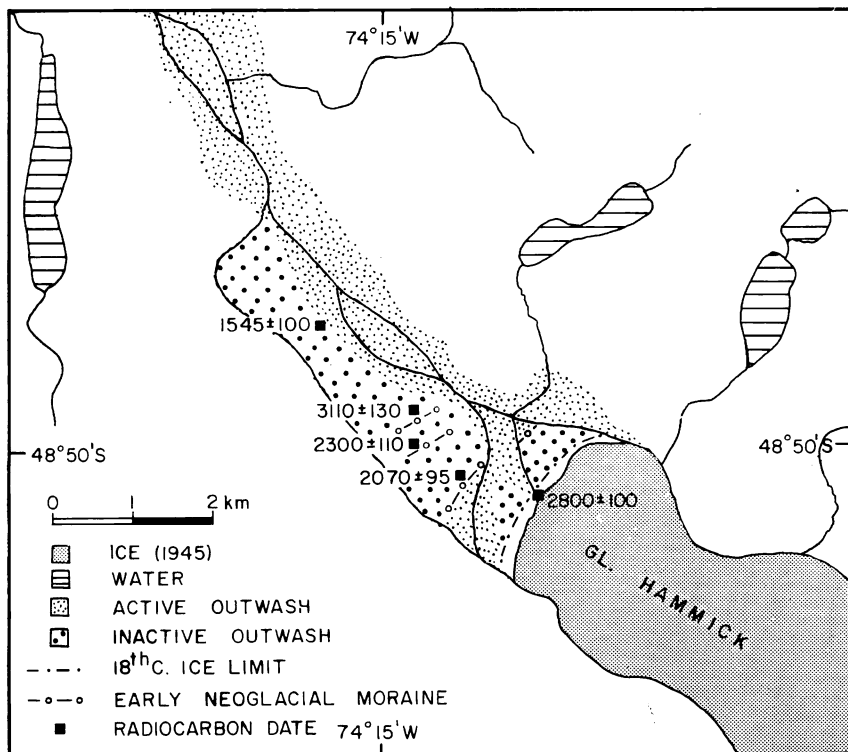 74°15'W
1545±100
3110±130
2300±110
48°50'S
48°50'S
2070±95
2800±100
0 1 2 km
GL. HAMMICK
ICE (1945)
WATER
ACTIVE OUTWASH
INACTIVE OUTWASH
18thC. ICE LIMIT
EARLY NEOGLACIAL MORAINE
RADIOCARBON DATE
74°15'W